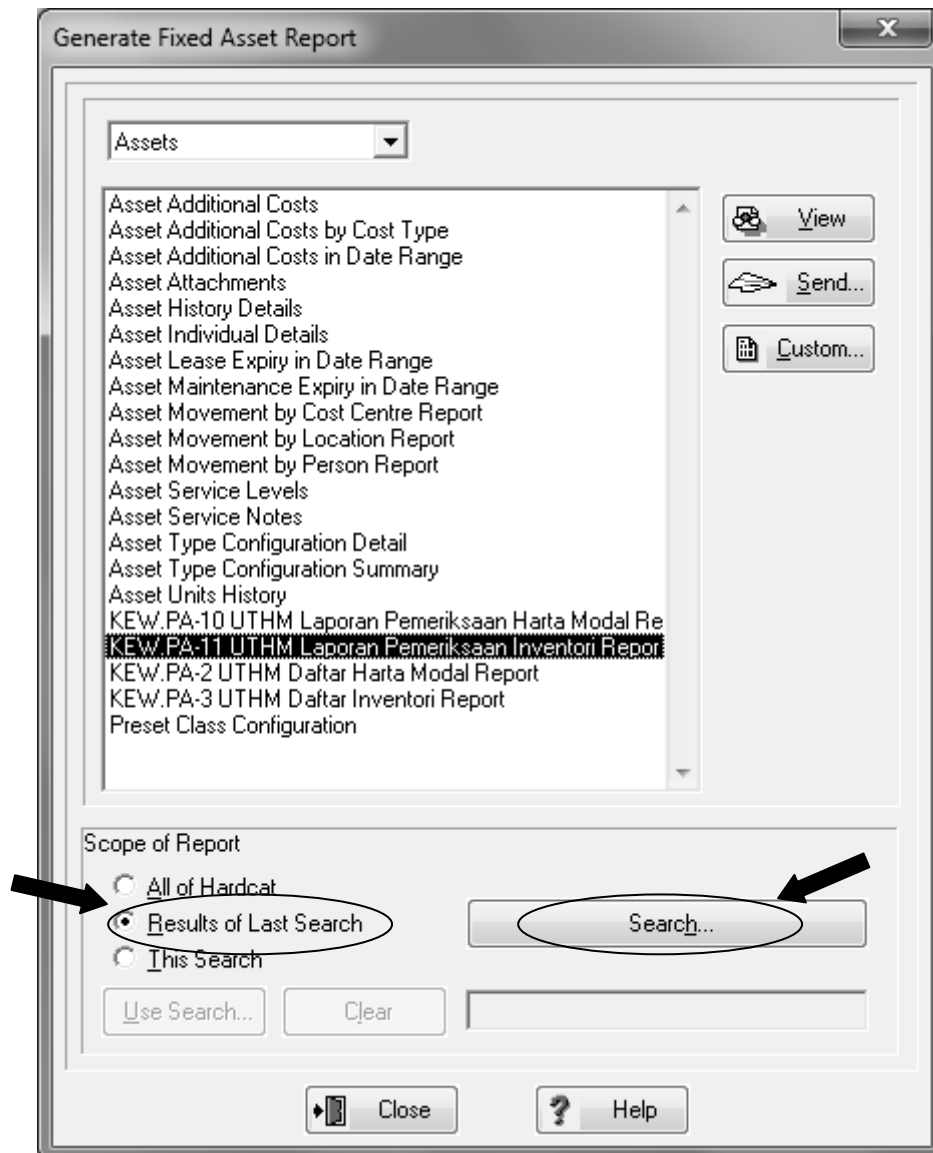 Generate Fixed Asset Report
Assets
Asset Additional Costs
Asset Additional Costs by Cost Type
Asset Additional Costs in Date Range
Asset Attachments
Asset History Details
Asset Individual Details
Asset Lease Expiry in Date Range
Asset Maintenance Expiry in Date Range
Asset Movement by Cost Centre Report
Asset Movement by Location Report
Asset Movement by Person Report
Asset Service Levels
Asset Service Notes
Asset Type Configuration Detail
Asset Type Configuration Summary
Asset Units History
KEW.PA-10 UTHM Laporan Pemeriksaan Harta Modal Re
KEW.PA-11 UTHM Laporan Pemeriksaan Inventori Repor
KEW.PA-2 UTHM Daftar Harta Modal Report
KEW.PA-3 UTHM Daftar Inventori Report
Preset Class Configuration
View
Send...
Custom...
Scope of Report
All of Hardcat
Results of Last Search
This Search
Search...
Use Search...
Clear
Close
Help